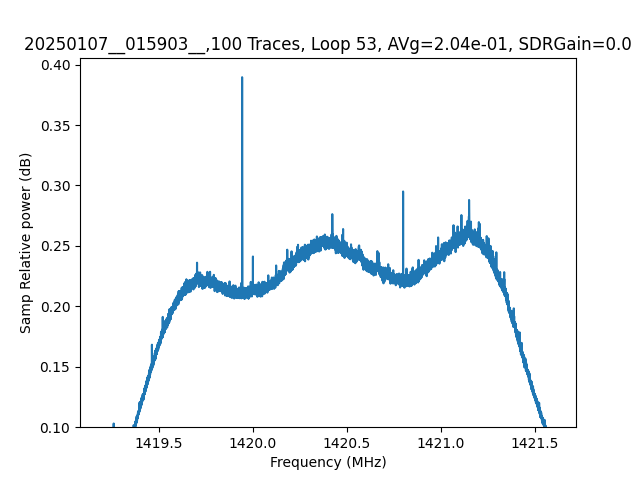 20250107__015903__,100 Traces, Loop 53, AVg=2.04e-01, SDRGain=0.0
0.40
0.35
0.30
0.25
0.20
0.15
0.10
Samp Relative power (dB)
1419.5 1420.0 1420.5 1421.0 1421.5
Frequency (MHz)